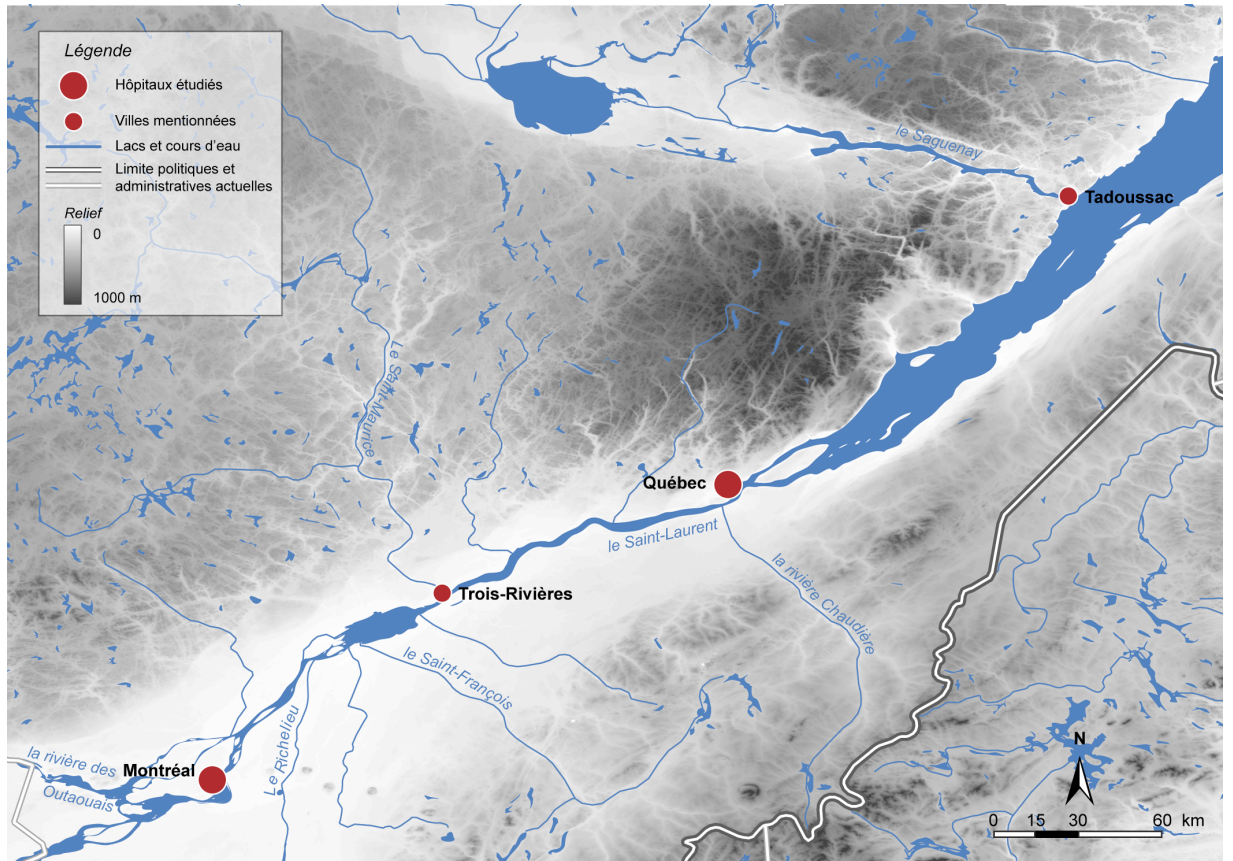 Légende
Hôpitaux étudiés
Villes mentionnées
Lacs et cours d'eau
Limite politiques et
administratives actuelles
Relief
0
1000 m
le Saguenay
Tadoussac
Le Saint-Maurice
Québec
le Saint-Laurent
la rivière Chaudière
Trois-Rivières
le Saint-François
Le Richelieu
la rivière des
Outaouais
Montréal
N
0 15 30 60 km